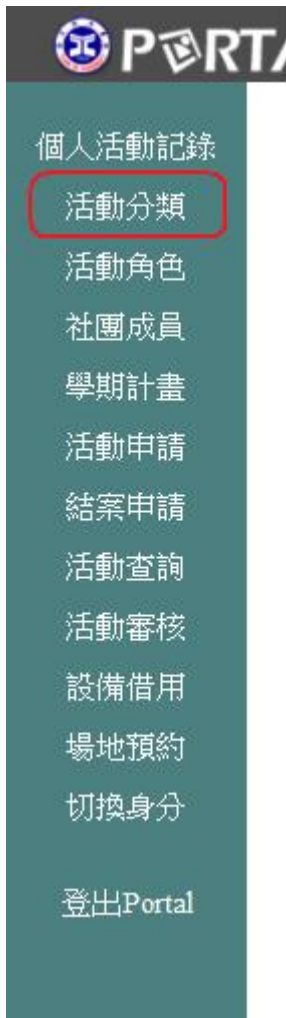 PORTA
個人活動記錄
活動分類
活動角色
社團成員
學期計畫
活動申請
結案申請
活動查詢
活動審核
設備借用
場地預約
切換身分
登出Portal